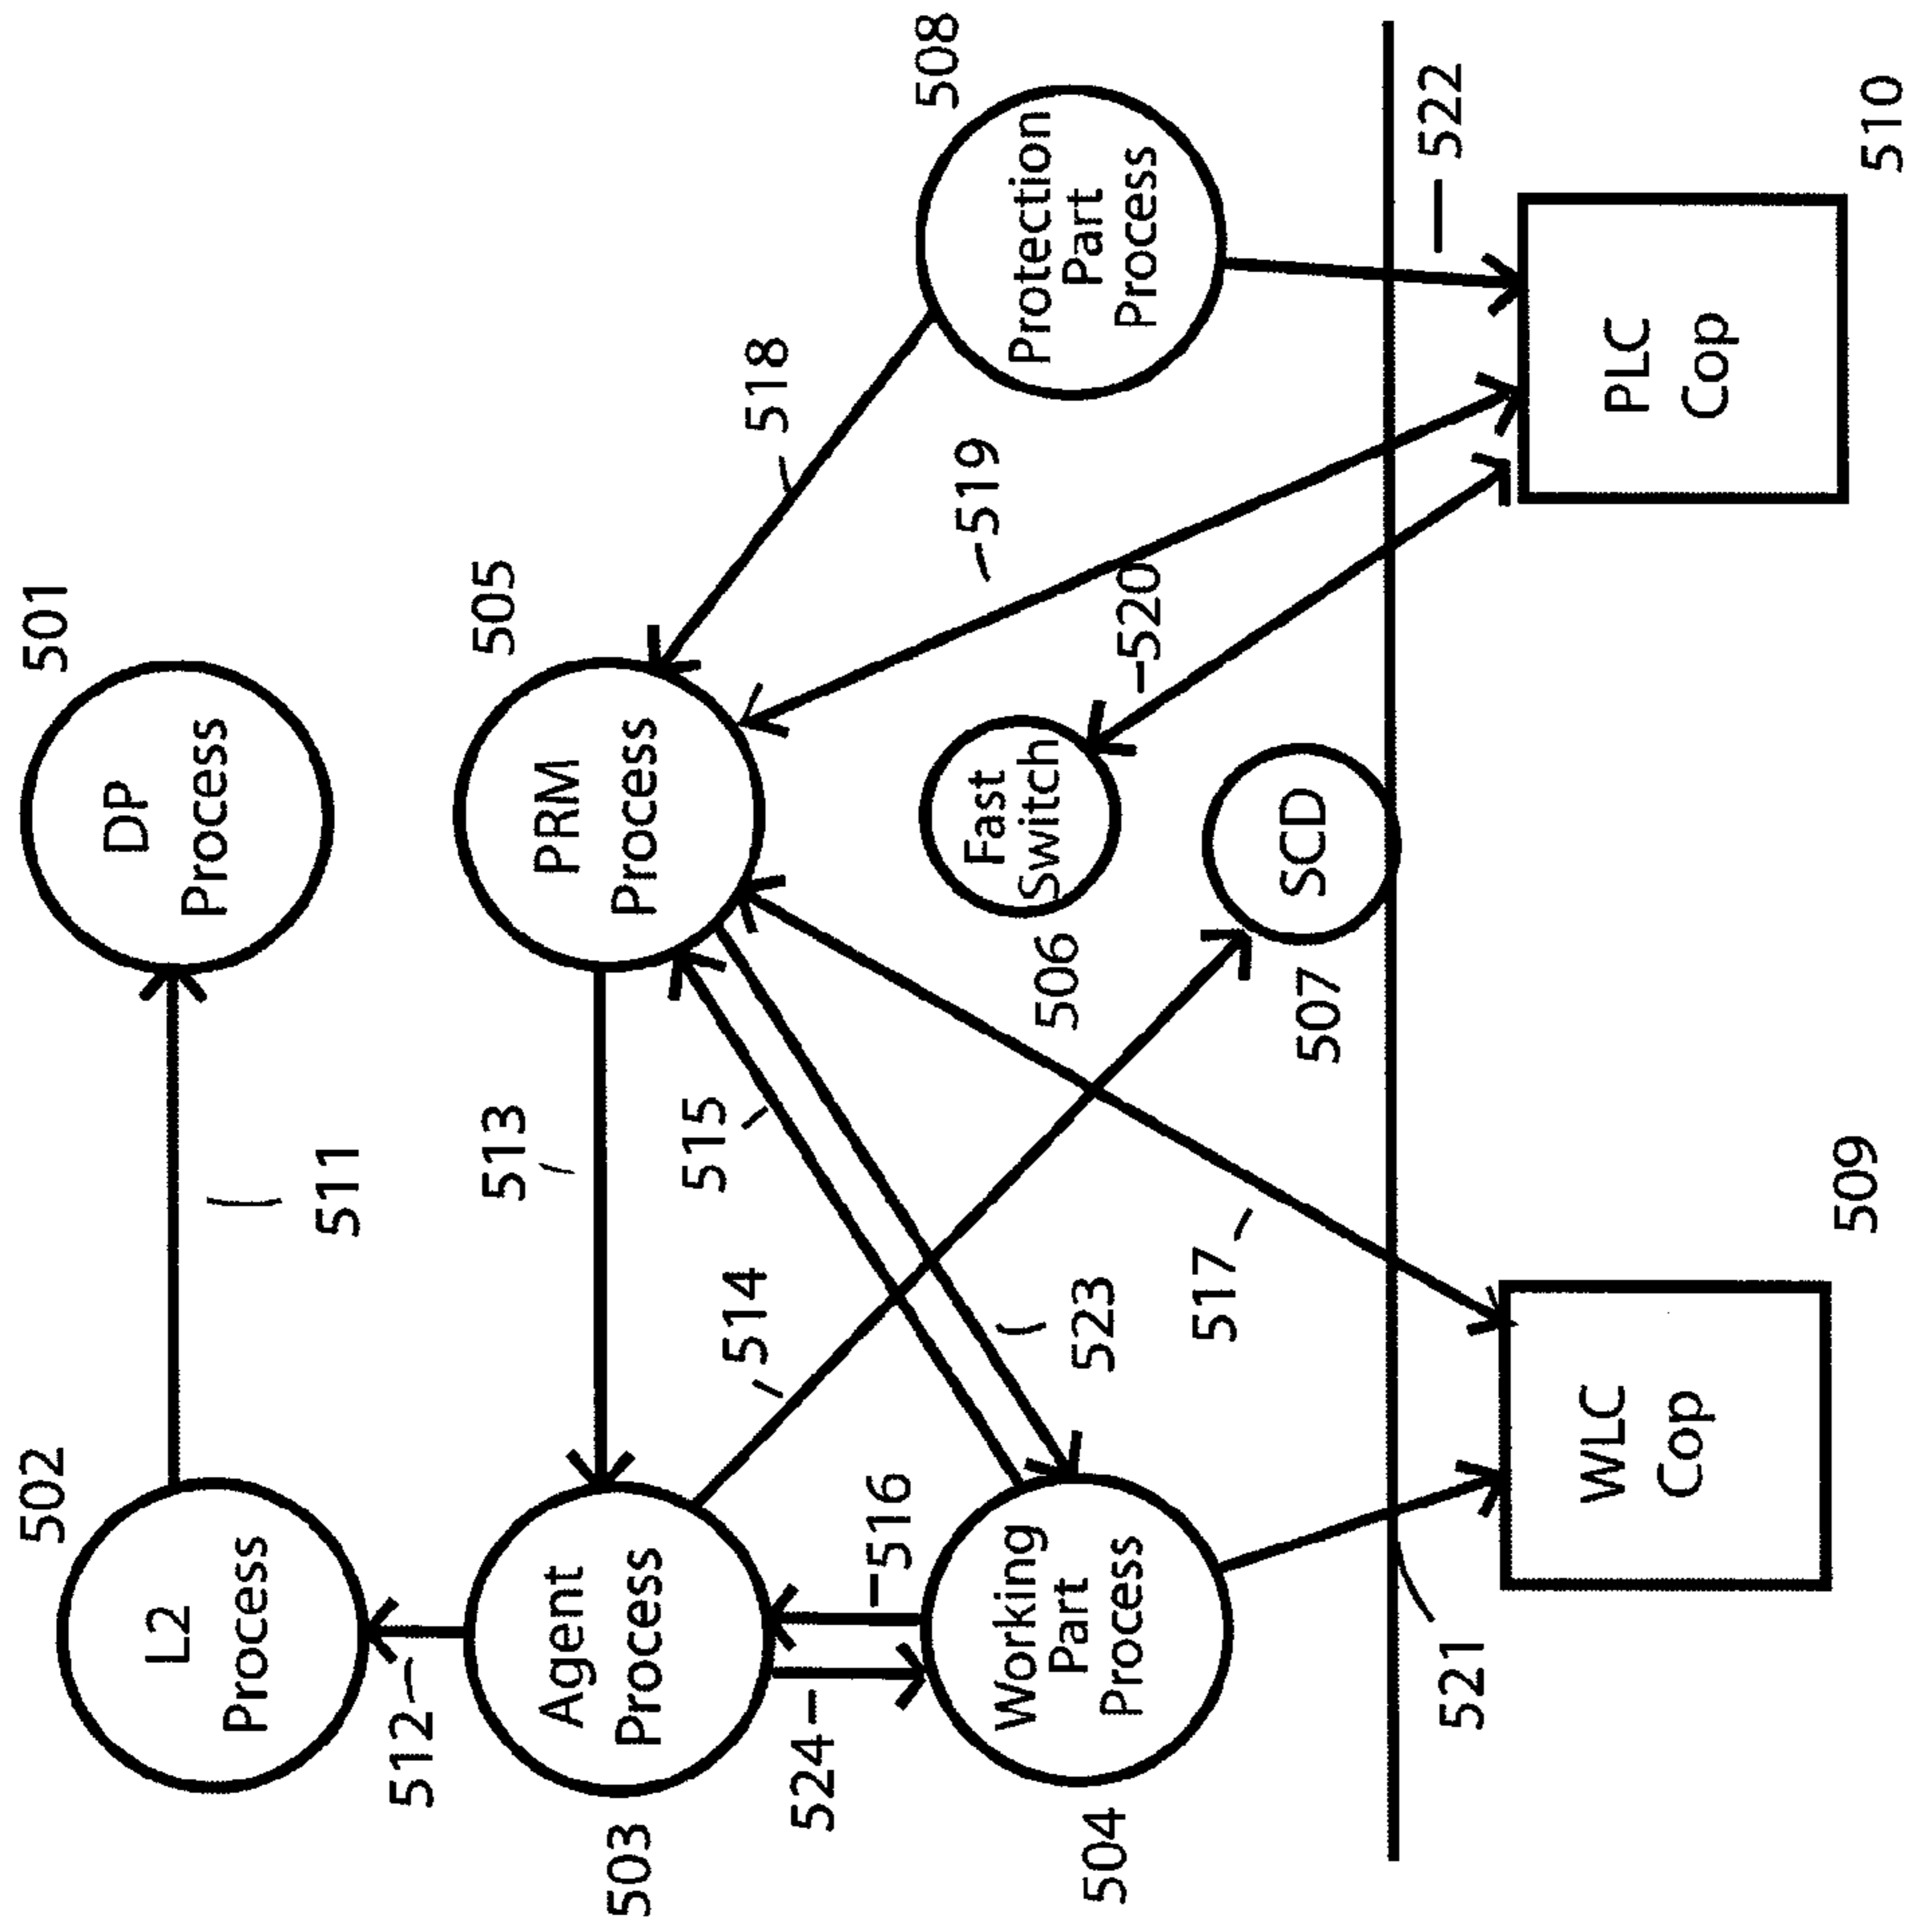 502
L2
Process
512
511
501
DP
Process
503
Agent
Process
524
516
514
513
515
505
PRM
Process
518
504
Working
Part
Process
523
517
506
Fast
Switch
520
519
508
Protection
Part
Process
507
SCD
521
522
WLC
Cop
509
PLC
Cop
510